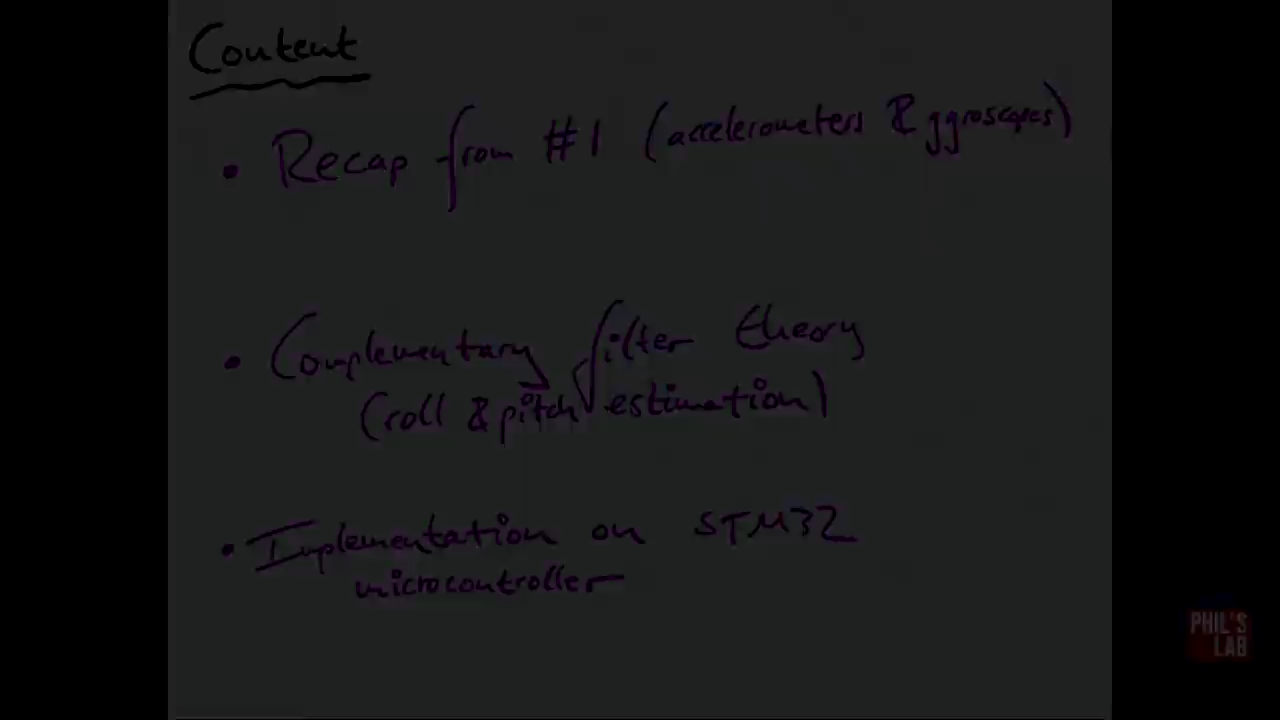 Content
• Recap from #1 (accelerometers & gyroscopes)
• Complementary filter theory
(roll & pitch estimation)
• Implementation on STM32
microcontroller
PHIL'S
LAB